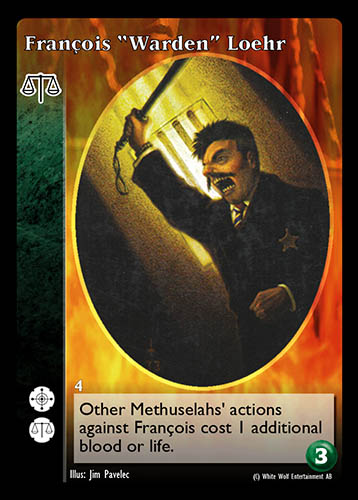 François "Warden" Loehr
4
Other Methuselahs' actions
against François cost 1 additional
blood or life.
3
Illus: Jim Pavelec
(C) White Wolf Entertainment AB